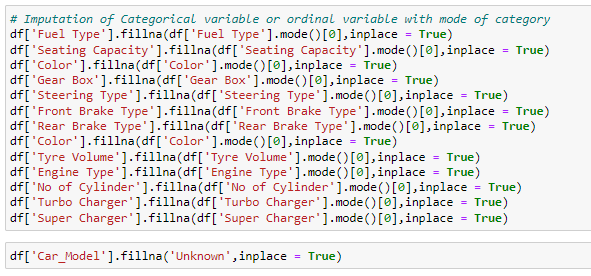 # Imputation of Categorical variable or ordinal variable with mode of category
df['Fuel Type'].fillna(df['Fuel Type'].mode()[0],inplace = True)
df['Seating Capacity'].fillna(df['Seating Capacity'].mode()[0],inplace = True)
df['Color'].fillna(df['Color'].mode()[0],inplace = True)
df['Gear Box'].fillna(df['Gear Box'].mode()[0],inplace = True)
df['Steering Type'].fillna(df['Steering Type'].mode()[0],inplace = True)
df['Front Brake Type'].fillna(df['Front Brake Type'].mode()[0],inplace = True)
df['Rear Brake Type'].fillna(df['Rear Brake Type'].mode()[0],inplace = True)
df['Color'].fillna(df['Color'].mode()[0],inplace = True)
df['Tyre Volume'].fillna(df['Tyre Volume'].mode()[0],inplace = True)
df['Engine Type'].fillna(df['Engine Type'].mode()[0],inplace = True)
df['No of Cylinder'].fillna(df['No of Cylinder'].mode()[0],inplace = True)
df['Turbo Charger'].fillna(df['Turbo Charger'].mode()[0],inplace = True)
df['Super Charger'].fillna(df['Super Charger'].mode()[0],inplace = True)
df['Car_Model'].fillna('Unknown',inplace = True)